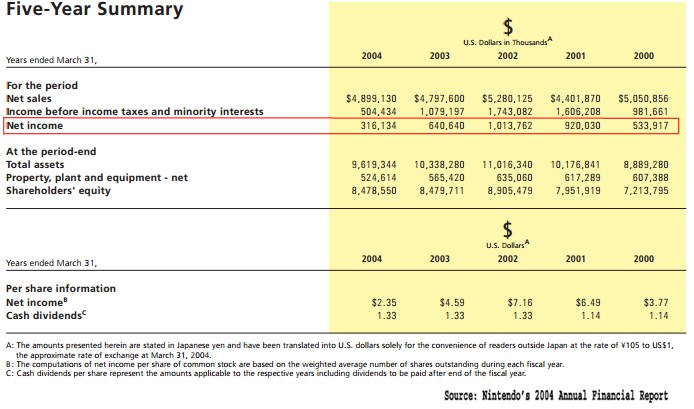 Five-Year Summary
$
U.S. Dollars in Thousands^A
Years ended March 31, 2004 2003 2002 2001 2000
For the period
Net sales $4,899,130 $4,797,600 $5,280,125 $4,401,870 $5,050,856
Income before income taxes and minority interests 504,434 1,079,197 1,743,082 1,606,208 981,661
Net income 316,134 640,640 1,013,762 920,030 533,917
At the period-end
Total assets 9,619,344 10,338,280 11,016,340 10,176,841 8,889,280
Property, plant and equipment - net 524,614 565,420 635,060 617,289 607,388
Shareholders' equity 8,478,550 8,479,711 8,905,479 7,951,919 7,213,795
$
U.S. Dollars^A
Years ended March 31, 2004 2003 2002 2001 2000
Per share information
Net income^B $2.35 $4.59 $7.16 $6.49 $3.77
Cash dividends^C 1.33 1.33 1.33 1.14 1.14
A: The amounts presented herein are stated in Japanese yen and have been translated into U.S. dollars solely for the convenience of readers outside Japan at the rate of ¥105 to US$1,
the approximate rate of exchange at March 31, 2004.
B: The computations of net income per share of common stock are based on the weighted average number of shares outstanding during each fiscal year.
C: Cash dividends per share represent the amounts applicable to the respective years including dividends to be paid after end of the fiscal year.
Source: Nintendo's 2004 Annual Financial Report